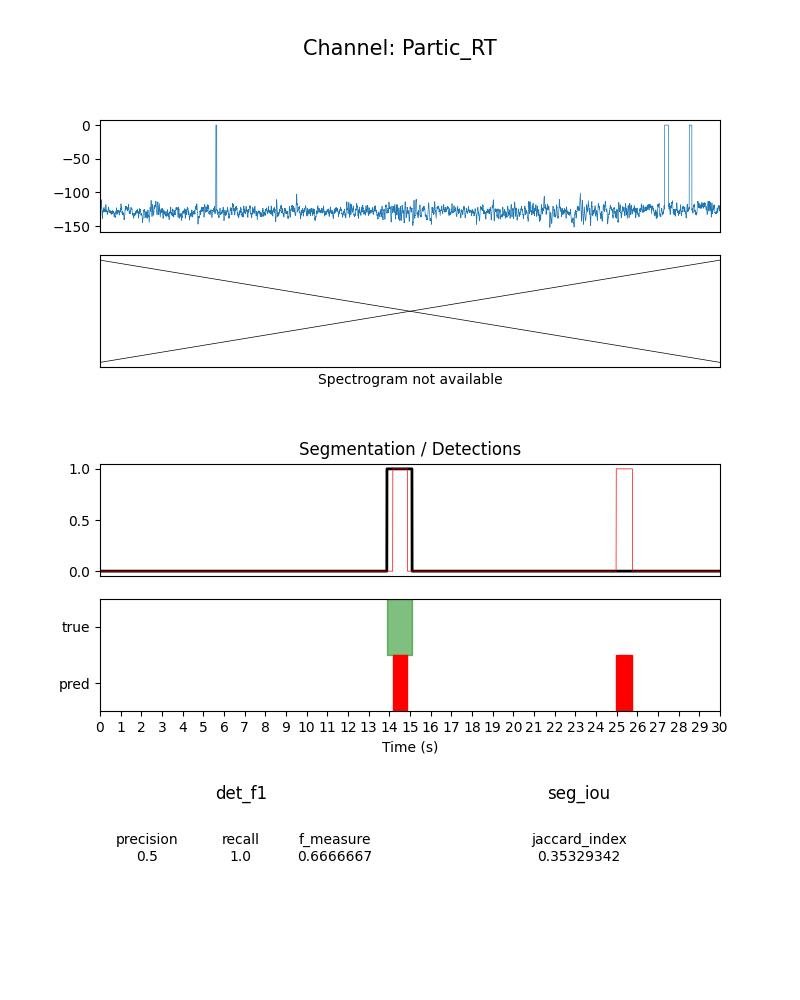 Channel: Partic_RT
0
−50
−100
−150
Spectrogram not available
Segmentation / Detections
1.0
0.5
0.0
true
pred
0 1 2 3 4 5 6 7 8 9 10 11 12 13 14 15 16 17 18 19 20 21 22 23 24 25 26 27 28 29 30
Time (s)
det_f1 seg_iou
precision recall f_measure jaccard_index
0.5 1.0 0.6666667 0.35329342